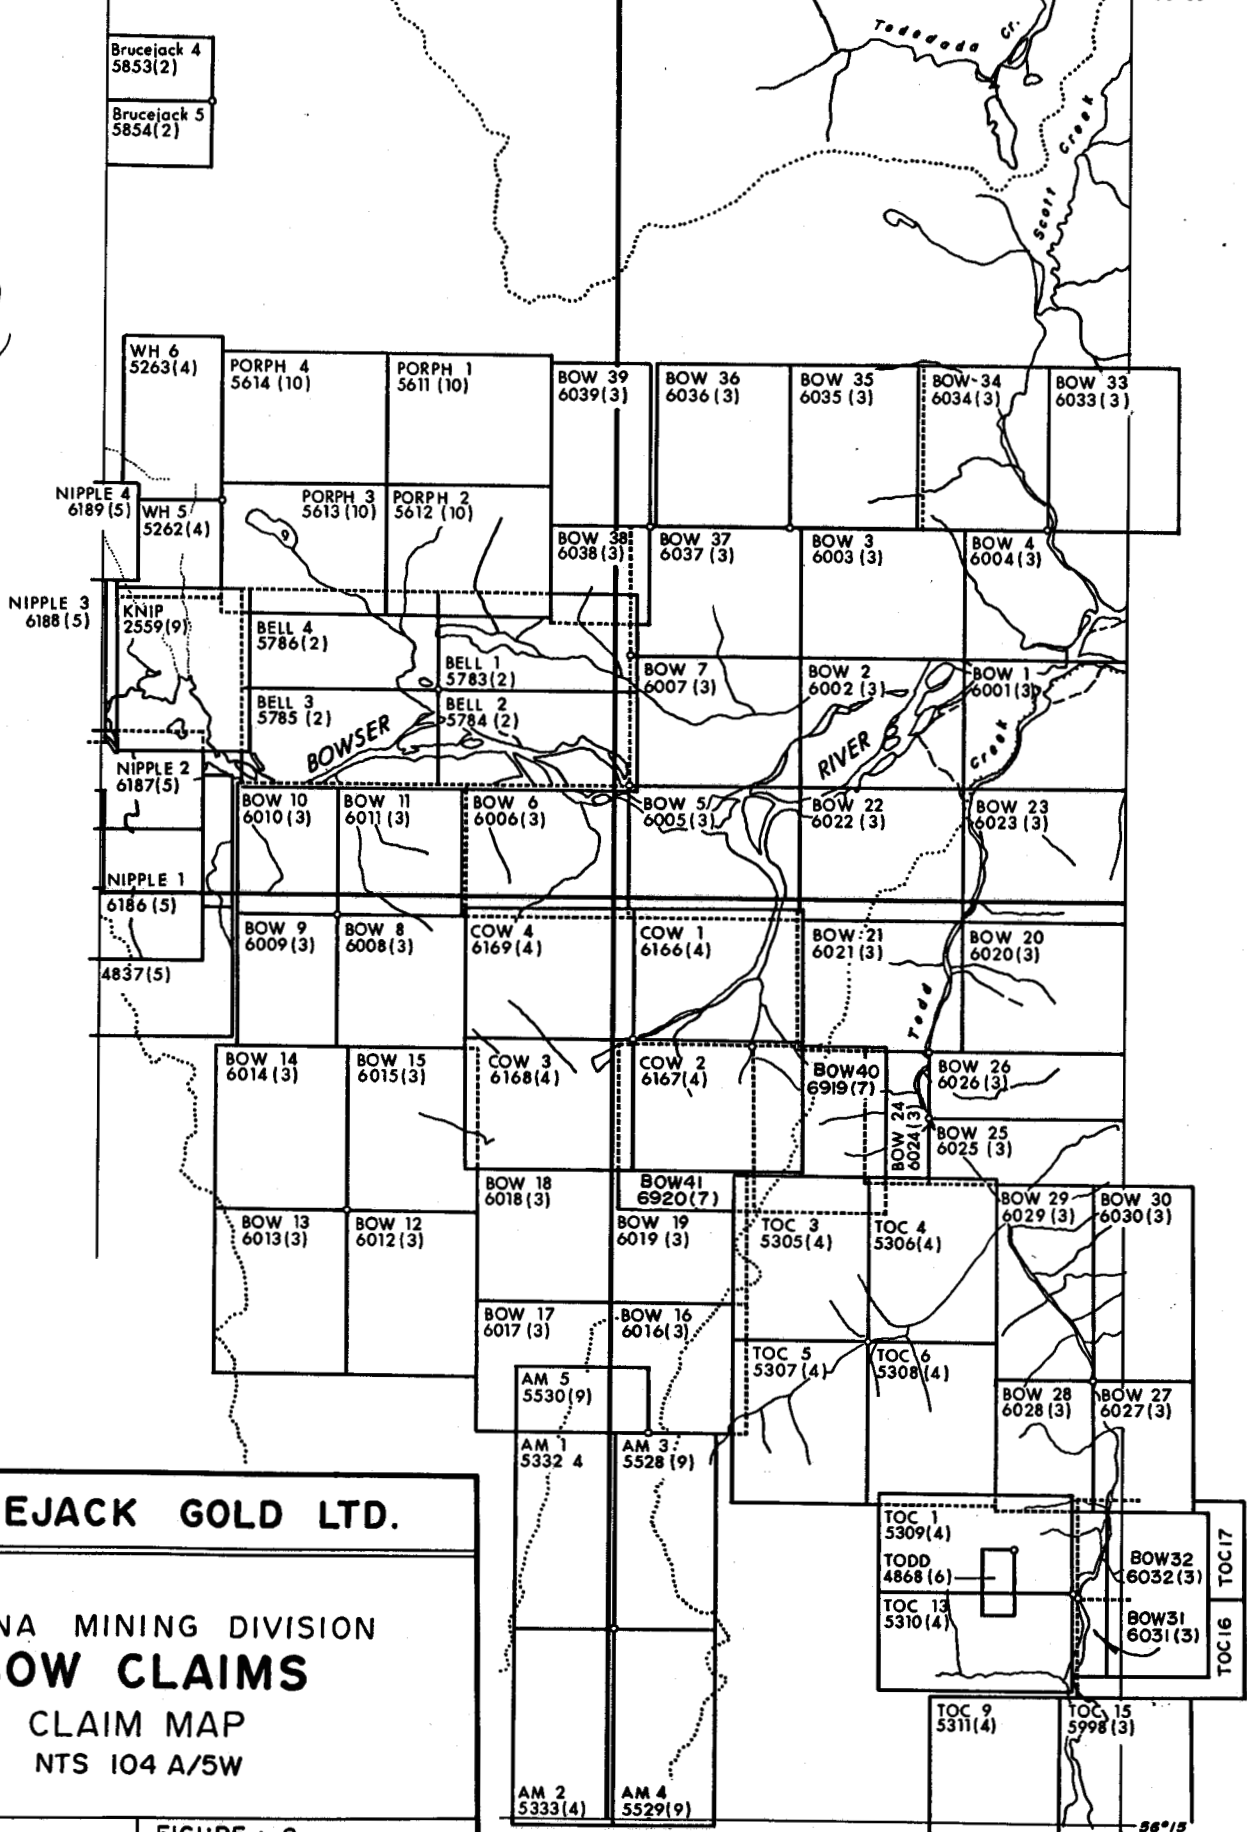 Tededada Cr.
Scott Creek
Brucejack 4
5853(2)
Brucejack 5
5854(2)
WH 6
5263(4)
PORPH 4
5614 (10)
PORPH 1
5611 (10)
BOW 39
6039(3)
BOW 36
6036 (3)
BOW 35
6035 (3)
BOW-34
6034(3)
BOW 33
6033(3)
NIPPLE 4
6189(5)
WH 5
5262(4)
PORPH 3
5613 (10)
PORPH 2
5612 (10)
9
BOW 38
6038(3)
BOW 37
6037 (3)
BOW 3
6003 (3)
BOW 4
6004(3)
NIPPLE 3
6188(5)
KNIP
2559(9)
BELL 4
5786(2)
BELL 1
5783(2)
BOW 7
6007 (3)
BOW 2
6002 (3)
BOW 1
6001(3)
BELL 3
5785 (2)
BELL 2
5784 (2)
BOWSER
RIVER
Creek
NIPPLE 2
6187(5)
BOW 10
6010 (3)
BOW 11
6011 (3)
BOW 6
6006(3)
BOW 5
6005(3)
BOW 22
6022 (3)
BOW 23
6023(3)
NIPPLE 1
6186 (5)
BOW 9
6009(3)
BOW 8
6008(3)
COW 4
6169(4)
COW 1
6166(4)
BOW 21
6021(3)
BOW 20
6020(3)
4837(5)
Todd
BOW 14
6014 (3)
BOW 15
6015(3)
COW 3
6168(4)
COW 2
6167(4)
BOW40
6919(7)
BOW 24
6024(3)
BOW 26
6026(3)
BOW 25
6025 (3)
BOW 18
6018(3)
BOW41
6920(7)
BOW 29
6029 (3)
BOW 30
6030(3)
BOW 13
6013(3)
BOW 12
6012(3)
BOW 19
6019 (3)
TOC 3
5305(4)
TOC 4
5306(4)
BOW 17
6017 (3)
BOW 16
6016(3)
TOC 5
5307(4)
TOC 6
5308(4)
AM 5
5530(9)
BOW 28
6028(3)
BOW 27
6027(3)
AM 1
5332 4
AM 3
5528(9)
TOC 1
5309(4)
TODD
4868(6)
TOC 13
5310(4)
BOW32
6032(3)
BOW31
6031(3)
TOC17
TOC16
TOC 9
5311(4)
TOC 15
5998(3)
AM 2
5333(4)
AM 4
5529(9)
56°15
EJACK GOLD LTD.
NA MINING DIVISION
OW CLAIMS
CLAIM MAP
NTS 104 A/5W